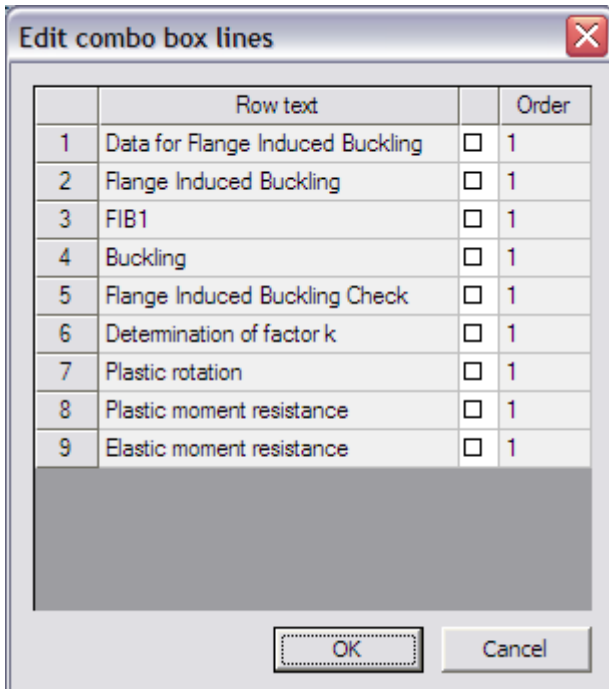 Edit combo box lines
Row text Order
1 Data for Flange Induced Buckling 1
2 Flange Induced Buckling 1
3 FIB1 1
4 Buckling 1
5 Flange Induced Buckling Check 1
6 Determination of factor k 1
7 Plastic rotation 1
8 Plastic moment resistance 1
9 Elastic moment resistance 1
OK Cancel